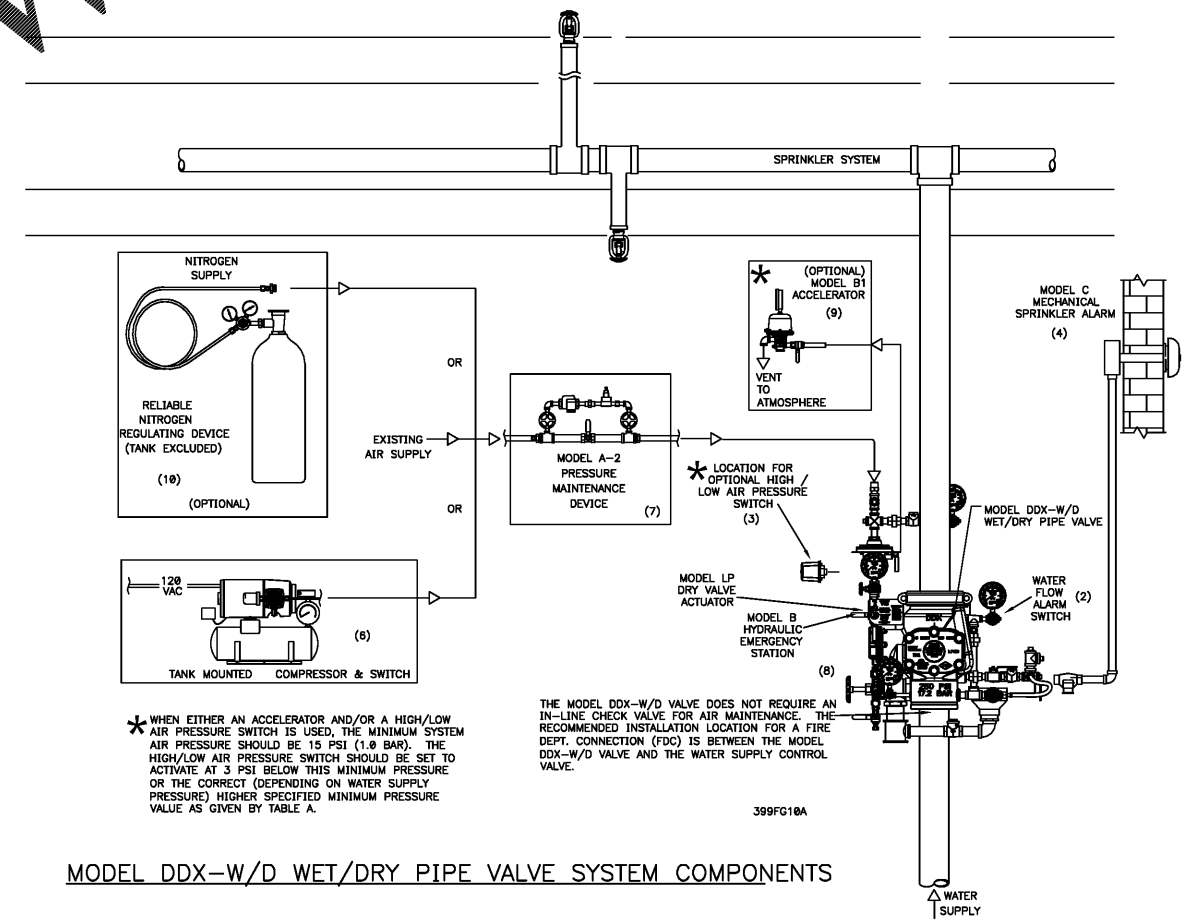 SPRINKLER SYSTEM
NITROGEN
SUPPLY
RELIABLE
NITROGEN
REGULATING DEVICE
(TANK EXCLUDED)
(10)
(OPTIONAL)
OR
EXISTING
AIR SUPPLY
OR
MODEL A-2
PRESSURE
MAINTENANCE
DEVICE
(7)
(OPTIONAL)
MODEL B1
ACCELERATOR
(9)
VENT
TO
ATMOSPHERE
MODEL C
MECHANICAL
SPRINKLER ALARM
(4)
* LOCATION FOR
OPTIONAL HIGH /
LOW AIR PRESSURE
SWITCH
(3)
MODEL DDX-W/D
WET/DRY PIPE VALVE
MODEL LP
DRY VALVE
ACTUATOR
WATER
FLOW
ALARM
SWITCH
(2)
MODEL B
HYDRAULIC
EMERGENCY
STATION
(8)
DDX
250 PSI
17.2 BAR
120
VAC
(6)
TANK MOUNTED COMPRESSOR & SWITCH
* WHEN EITHER AN ACCELERATOR AND/OR A HIGH/LOW
AIR PRESSURE SWITCH IS USED, THE MINIMUM SYSTEM
AIR PRESSURE SHOULD BE 15 PSI (1.0 BAR). THE
HIGH/LOW AIR PRESSURE SWITCH SHOULD BE SET TO
ACTIVATE AT 3 PSI BELOW THIS MINIMUM PRESSURE
OR THE CORRECT (DEPENDING ON WATER SUPPLY
PRESSURE) HIGHER SPECIFIED MINIMUM PRESSURE
VALUE AS GIVEN BY TABLE A.
THE MODEL DDX-W/D VALVE DOES NOT REQUIRE AN
IN-LINE CHECK VALVE FOR AIR MAINTENANCE. THE
RECOMMENDED INSTALLATION LOCATION FOR A FIRE
DEPT. CONNECTION (FDC) IS BETWEEN THE MODEL
DDX-W/D VALVE AND THE WATER SUPPLY CONTROL
VALVE.
399FG10A
MODEL DDX-W/D WET/DRY PIPE VALVE SYSTEM COMPONENTS
WATER
SUPPLY